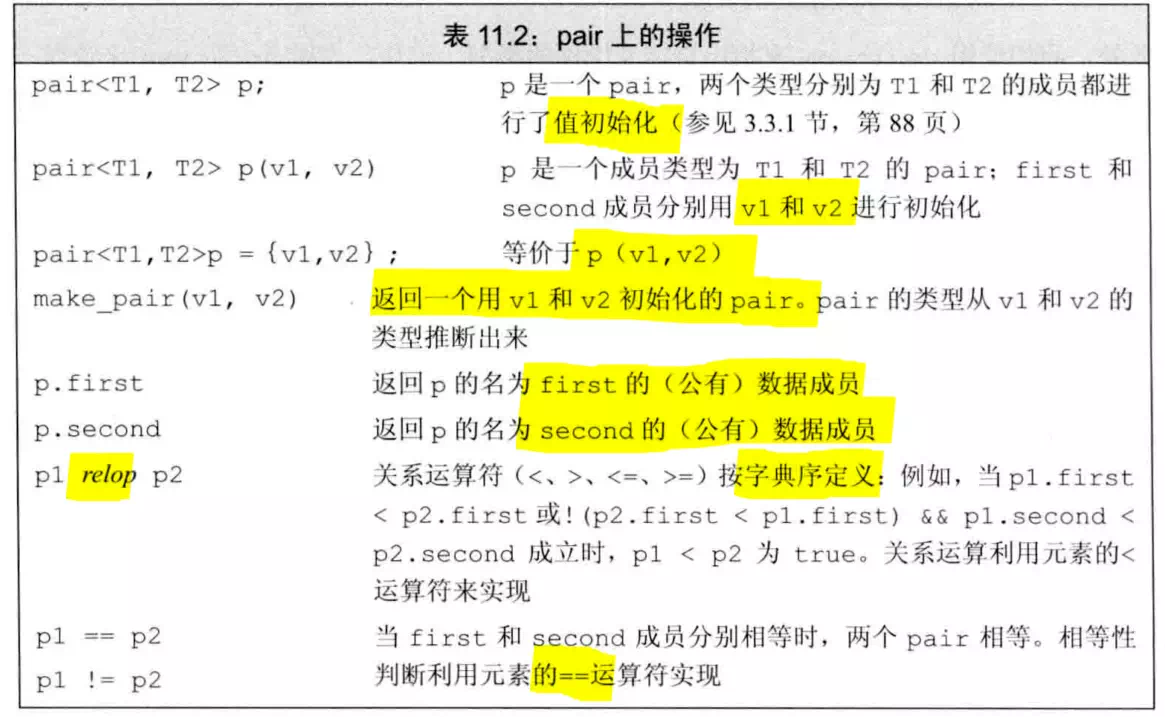 表 11.2：pair 上的操作
pair<T1, T2> p; p 是一个 pair，两个类型分别为 T1 和 T2 的成员都进
行了值初始化（参见 3.3.1 节，第 88 页）
pair<T1, T2> p(v1, v2) p 是一个成员类型为 T1 和 T2 的 pair；first 和
second 成员分别用 v1 和 v2 进行初始化
pair<T1,T2>p = {v1,v2} ; 等价于 p（v1,v2）
make_pair(v1, v2) 返回一个用 v1 和 v2 初始化的 pair。pair 的类型从 v1 和 v2 的
类型推断出来
p.first 返回 p 的名为 first 的（公有）数据成员
p.second 返回 p 的名为 second 的（公有）数据成员
p1 relop p2 关系运算符（<、>、<=、>=）按字典序定义：例如，当 p1.first
< p2.first 或!(p2.first < p1.first) && p1.second <
p2.second 成立时，p1 < p2 为 true。关系运算利用元素的<
运算符来实现
p1 == p2 当 first 和 second 成员分别相等时，两个 pair 相等。相等性
p1 != p2 判断利用元素的==运算符实现